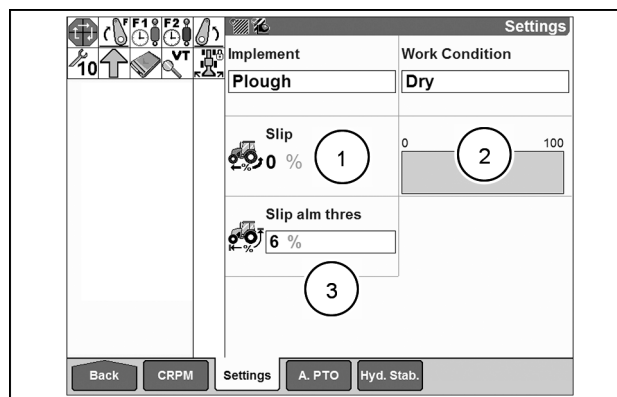 F F1 F2 Settings
10 VT
Implement Work Condition
Plough Dry
Slip
0 % 1
0 2 100
Slip alm thres
6 %
3
Back CRPM Settings A. PTO Hyd. Stab.